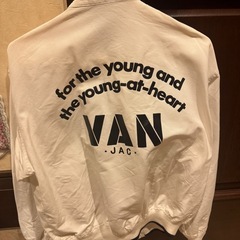 for the young and
the young-at-heart
VAN
·JAC·